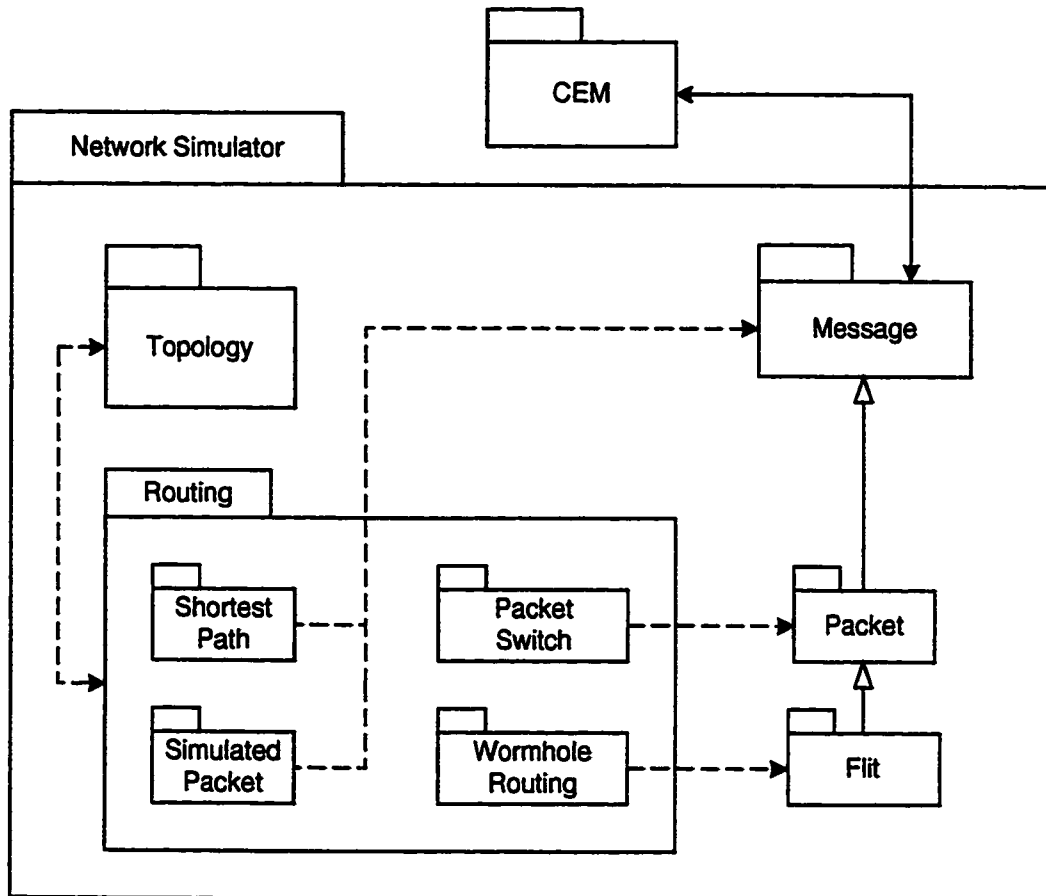 CEM
Network Simulator
Topology
Message
Routing
Shortest
Path
Packet
Switch
Packet
Simulated
Packet
Wormhole
Routing
Flit